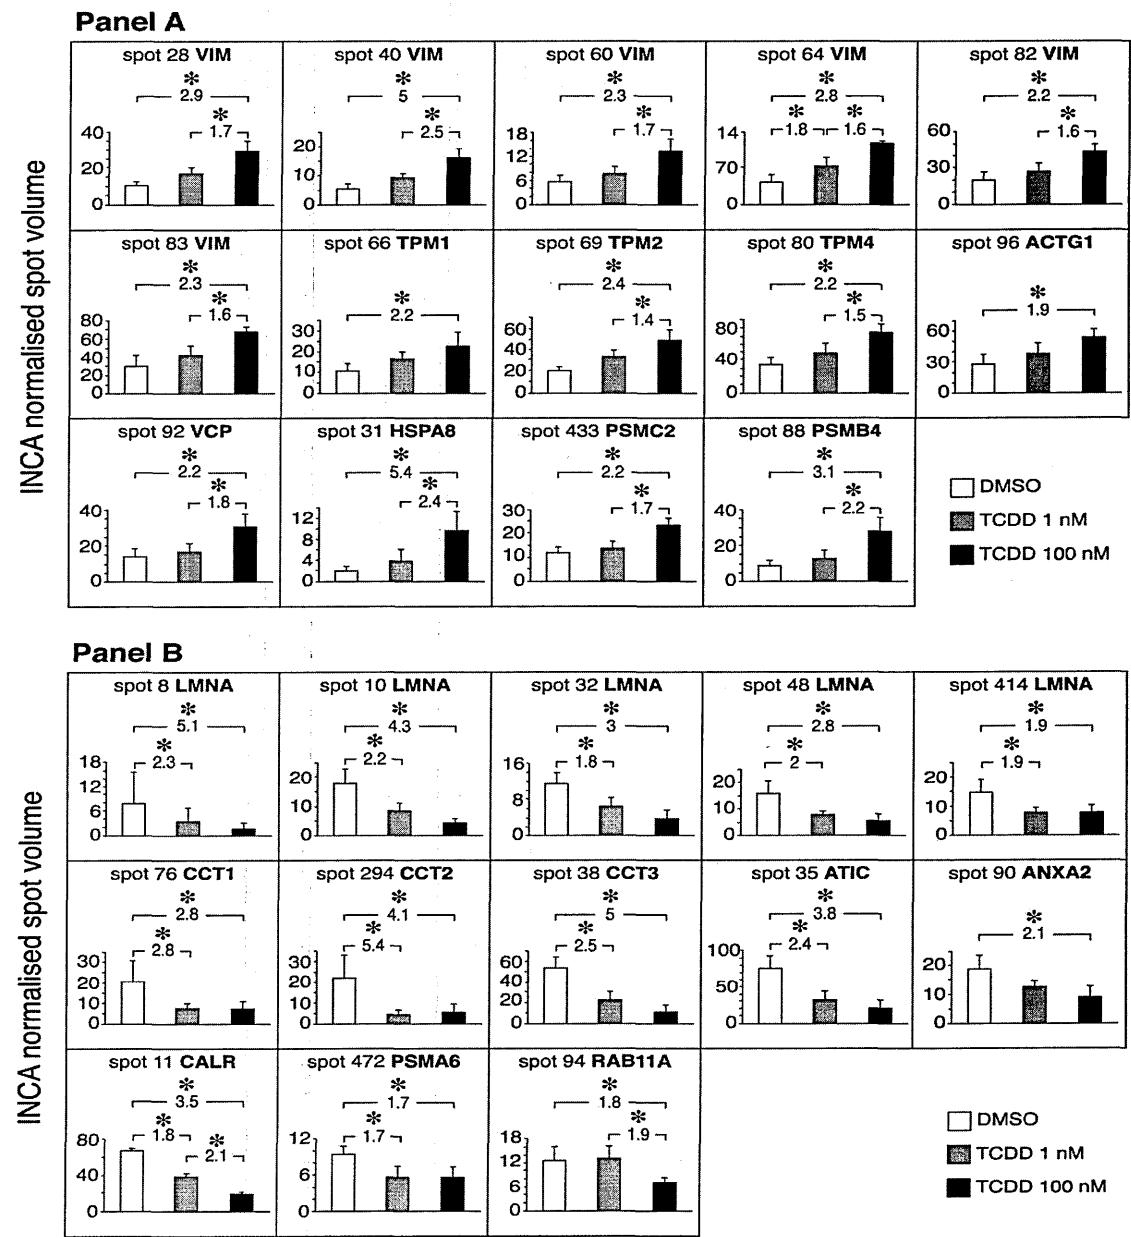 Panel A
INCA normalised spot volume
spot 28 VIM spot 40 VIM spot 60 VIM spot 64 VIM spot 82 VIM
* * * * *
2.9 5 2.3 2.8 2.2
* * * * * *
1.7 2.5 1.7 1.8 1.6 1.6
40 20 0
20 10 0
18 12 6 0
14 70 0
60 30 0
spot 83 VIM spot 66 TPM1 spot 69 TPM2 spot 80 TPM4 spot 96 ACTG1
* * * * *
2.3 2.2 2.4 2.2 1.9
* * *
1.6 1.4 1.5
80 60 40 20 0
30 20 10 0
60 40 20 0
80 40 0
60 30 0
spot 92 VCP spot 31 HSPA8 spot 433 PSMC2 spot 88 PSMB4
* * * *
2.2 5.4 2.2 3.1
* * * *
1.8 2.4 1.7 2.2
40 20 0
12 8 4 0
30 20 10 0
40 20 0
DMSO
TCDD 1 nM
TCDD 100 nM
Panel B
INCA normalised spot volume
spot 8 LMNA spot 10 LMNA spot 32 LMNA spot 48 LMNA spot 414 LMNA
* * * * *
5.1 4.3 3 2.8 1.9
* * * * *
2.3 2.2 1.8 2 1.9
18 12 6 0
20 10 0
16 8 0
20 10 0
20 10 0
spot 76 CCT1 spot 294 CCT2 spot 38 CCT3 spot 35 ATIC spot 90 ANXA2
* * * * *
2.8 4.1 5 3.8 2.1
* * * *
2.8 5.4 2.5 2.4
30 20 10 0
30 20 10 0
60 40 20 0
100 50 0
20 10 0
spot 11 CALR spot 472 PSMA6 spot 94 RAB11A
* * *
3.5 1.7 1.8
* * * *
1.8 2.1 1.7 1.9
80 40 0
12 6 0
18 12 6 0
DMSO
TCDD 1 nM
TCDD 100 nM